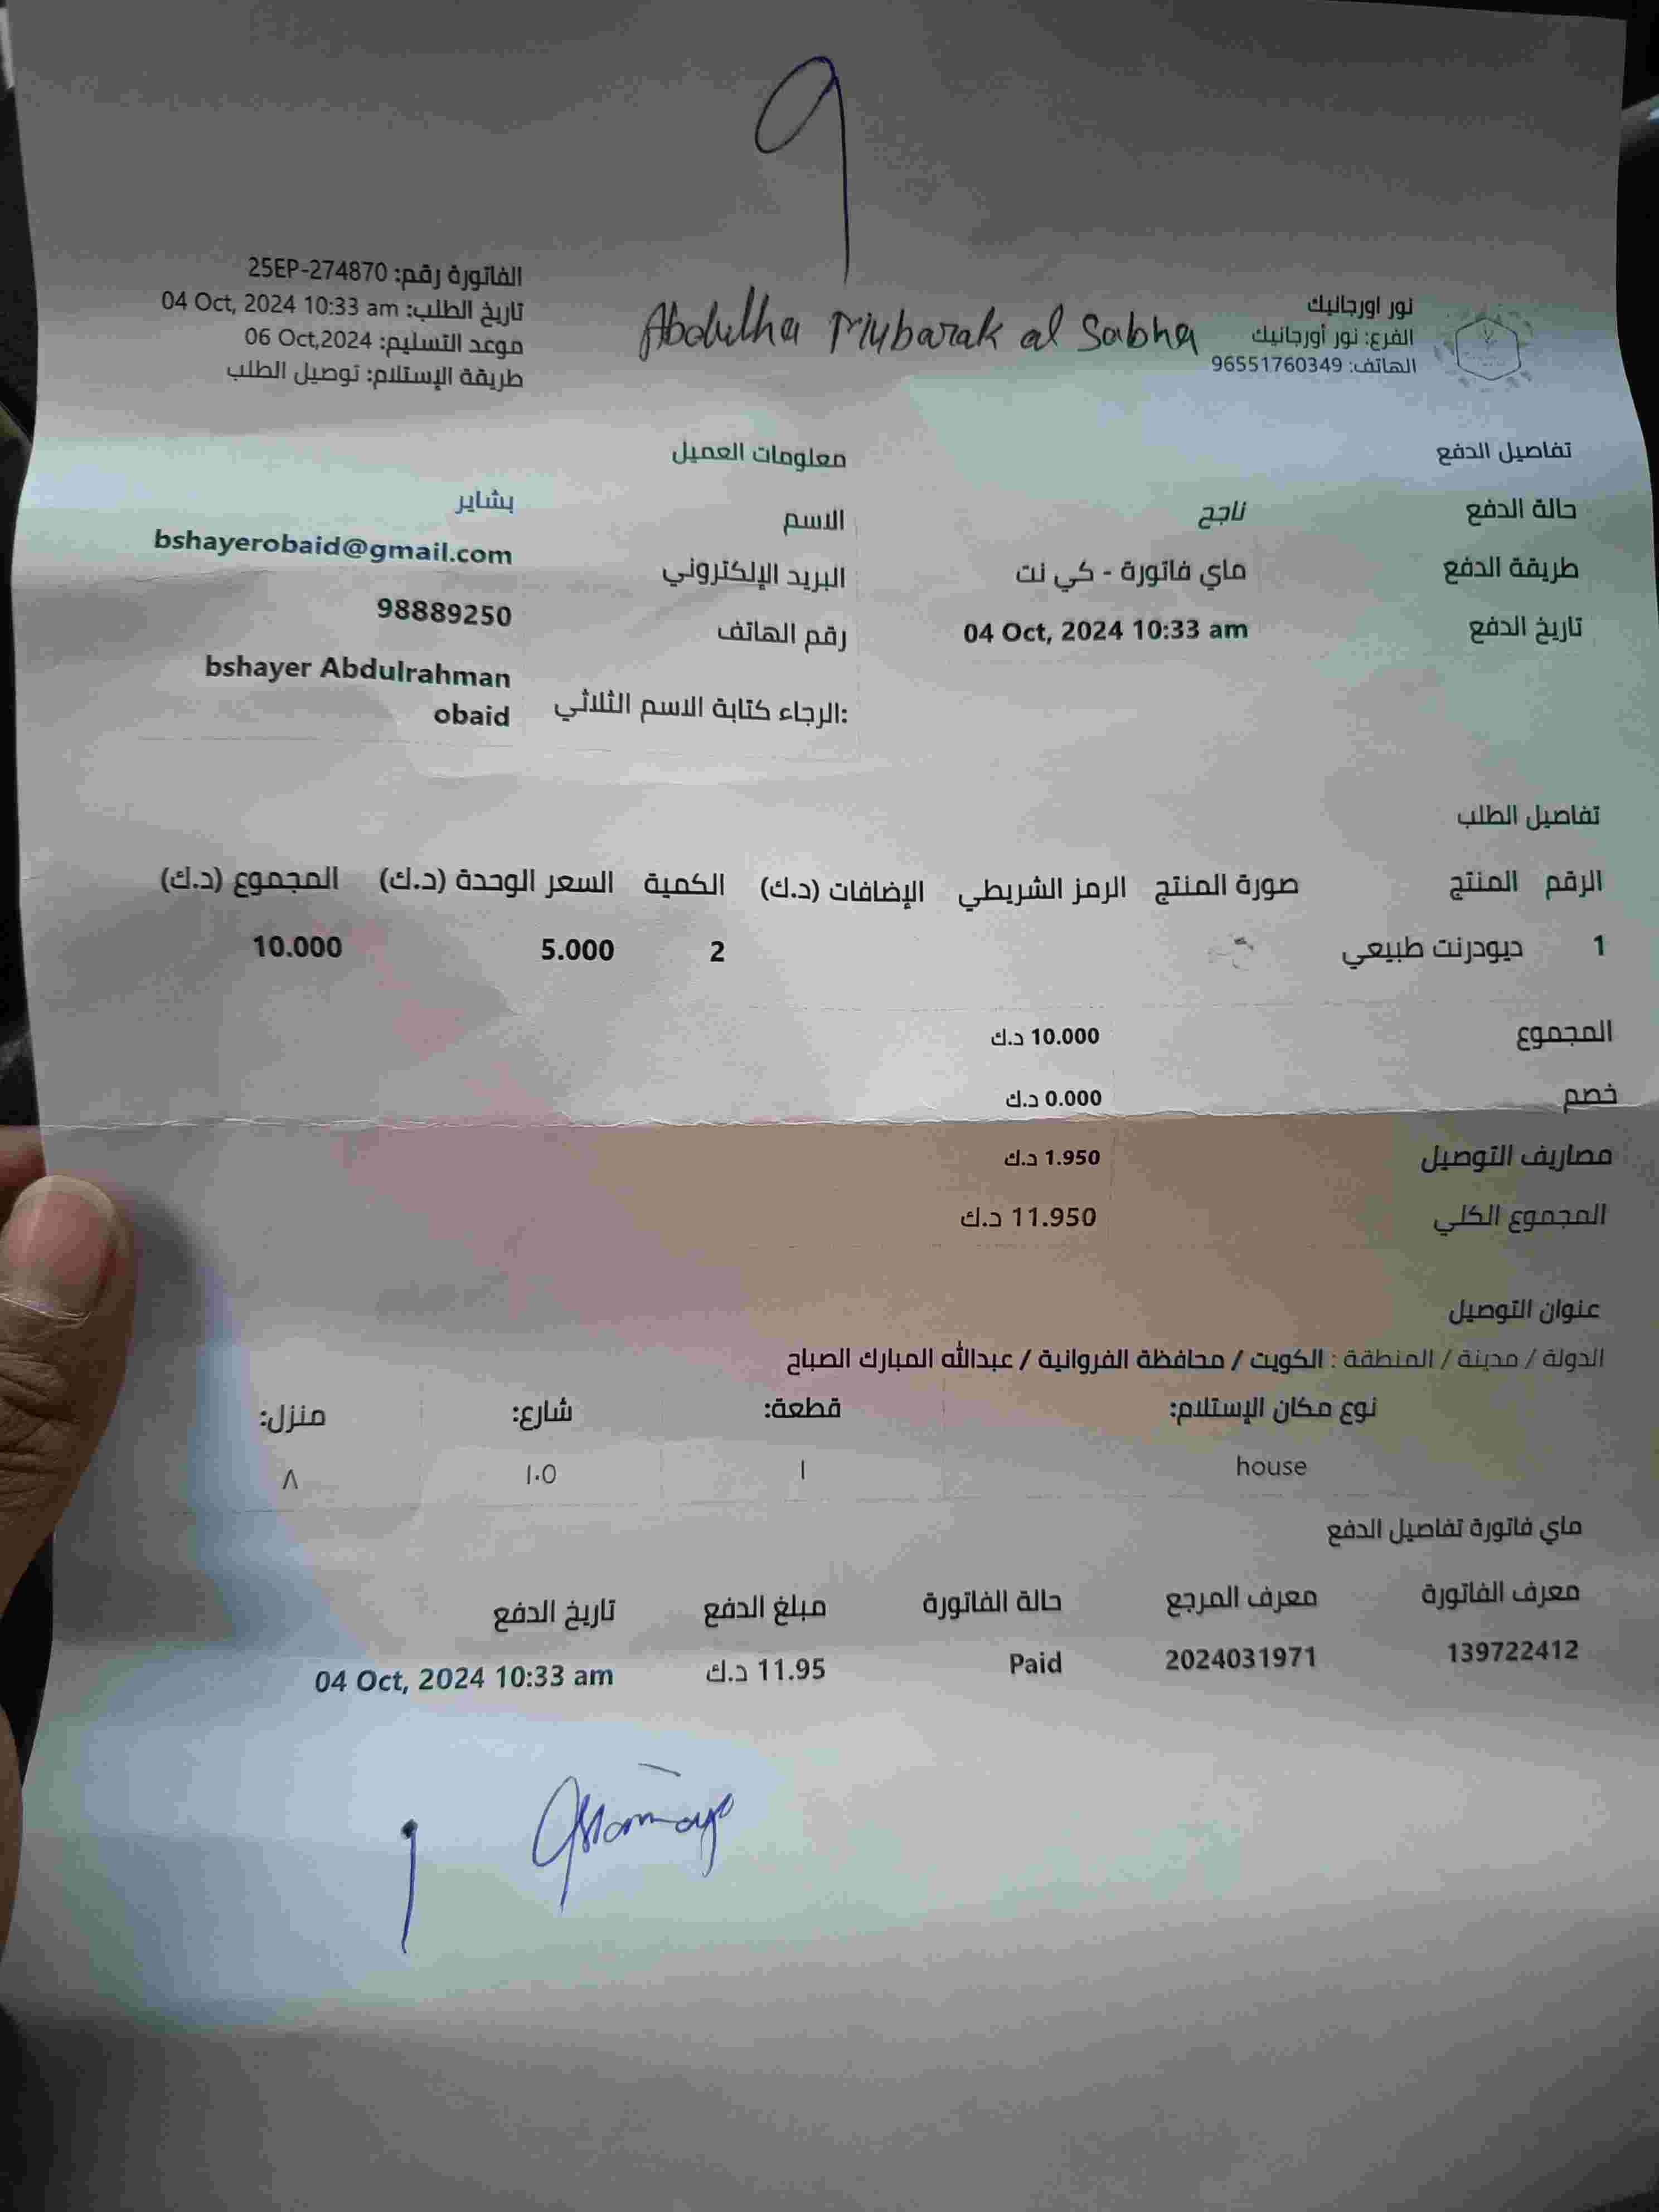 9
Abdulha Mubarak al Sabha
نور اورجانيك
الفرع: نور أورجانيك
الهاتف: 96551760349
الفاتورة رقم: 25EP-274870
تاريخ الطلب: 04 Oct, 2024 10:33 am
موعد التسليم: 06 Oct,2024
طريقة الإستلام: توصيل الطلب
تفاصيل الدفع
حالة الدفع ناجح
طريقة الدفع ماي فاتورة - كي نت
تاريخ الدفع 04 Oct, 2024 10:33 am
معلومات العميل
الاسم بشاير
البريد الإلكتروني bshayerobaid@gmail.com
رقم الهاتف 98889250
الرجاء كتابة الاسم الثلاثي: bshayer Abdulrahman
obaid
تفاصيل الطلب
الرقم المنتج صورة المنتج الرمز الشريطي الإضافات (د.ك) الكمية السعر الوحدة (د.ك) المجموع (د.ك)
1 ديودرنت طبيعي 2 5.000 10.000
المجموع 10.000 د.ك
خصم 0.000 د.ك
مصاريف التوصيل 1.950 د.ك
المجموع الكلي 11.950 د.ك
عنوان التوصيل
الدولة / مدينة / المنطقة : الكويت / محافظة الفروانية / عبدالله المبارك الصباح
نوع مكان الإستلام: قطعة: شارع: منزل:
house ١ ١٠٥ ٨
ماي فاتورة تفاصيل الدفع
معرف الفاتورة معرف المرجع حالة الفاتورة مبلغ الدفع تاريخ الدفع
139722412 2024031971 Paid 11.95 د.ك 04 Oct, 2024 10:33 am